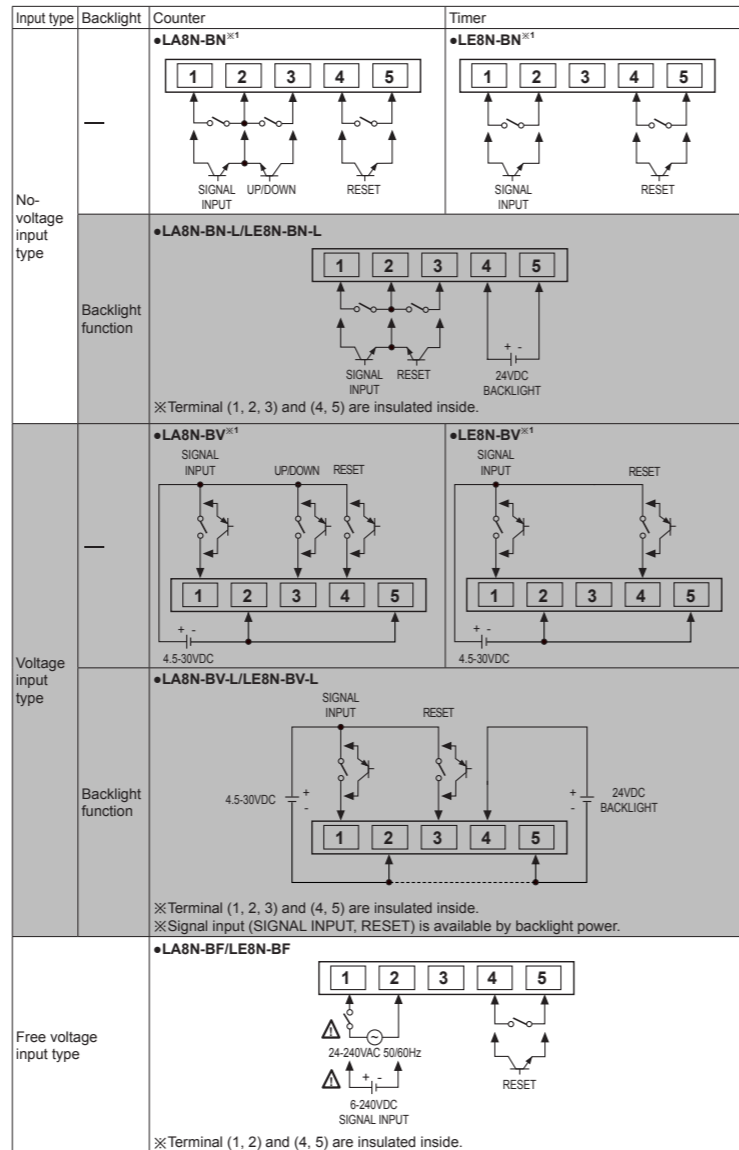 Input type Backlight Counter Timer
No-
voltage
input
type
—
●LA8N-BN※1
1 2 3 4 5
SIGNAL
INPUT
UP/DOWN
RESET
●LE8N-BN※1
1 2 3 4 5
SIGNAL
INPUT
RESET
Backlight
function
●LA8N-BN-L/LE8N-BN-L
1 2 3 4 5
SIGNAL
INPUT
RESET
+ -
24VDC
BACKLIGHT
※Terminal (1, 2, 3) and (4, 5) are insulated inside.
Voltage
input
type
—
●LA8N-BV※1
SIGNAL
INPUT
UP/DOWN
RESET
1 2 3 4 5
+ -
4.5-30VDC
●LE8N-BV※1
SIGNAL
INPUT
RESET
1 2 3 4 5
+ -
4.5-30VDC
Backlight
function
●LA8N-BV-L/LE8N-BV-L
SIGNAL
INPUT
RESET
4.5-30VDC
+
-
1 2 3 4 5
+
-
24VDC
BACKLIGHT
※Terminal (1, 2, 3) and (4, 5) are insulated inside.
※Signal input (SIGNAL INPUT, RESET) is available by backlight power.
Free voltage
input type
●LA8N-BF/LE8N-BF
1 2 3 4 5
24-240VAC 50/60Hz
+ -
6-240VDC
SIGNAL INPUT
RESET
※Terminal (1, 2) and (4, 5) are insulated inside.